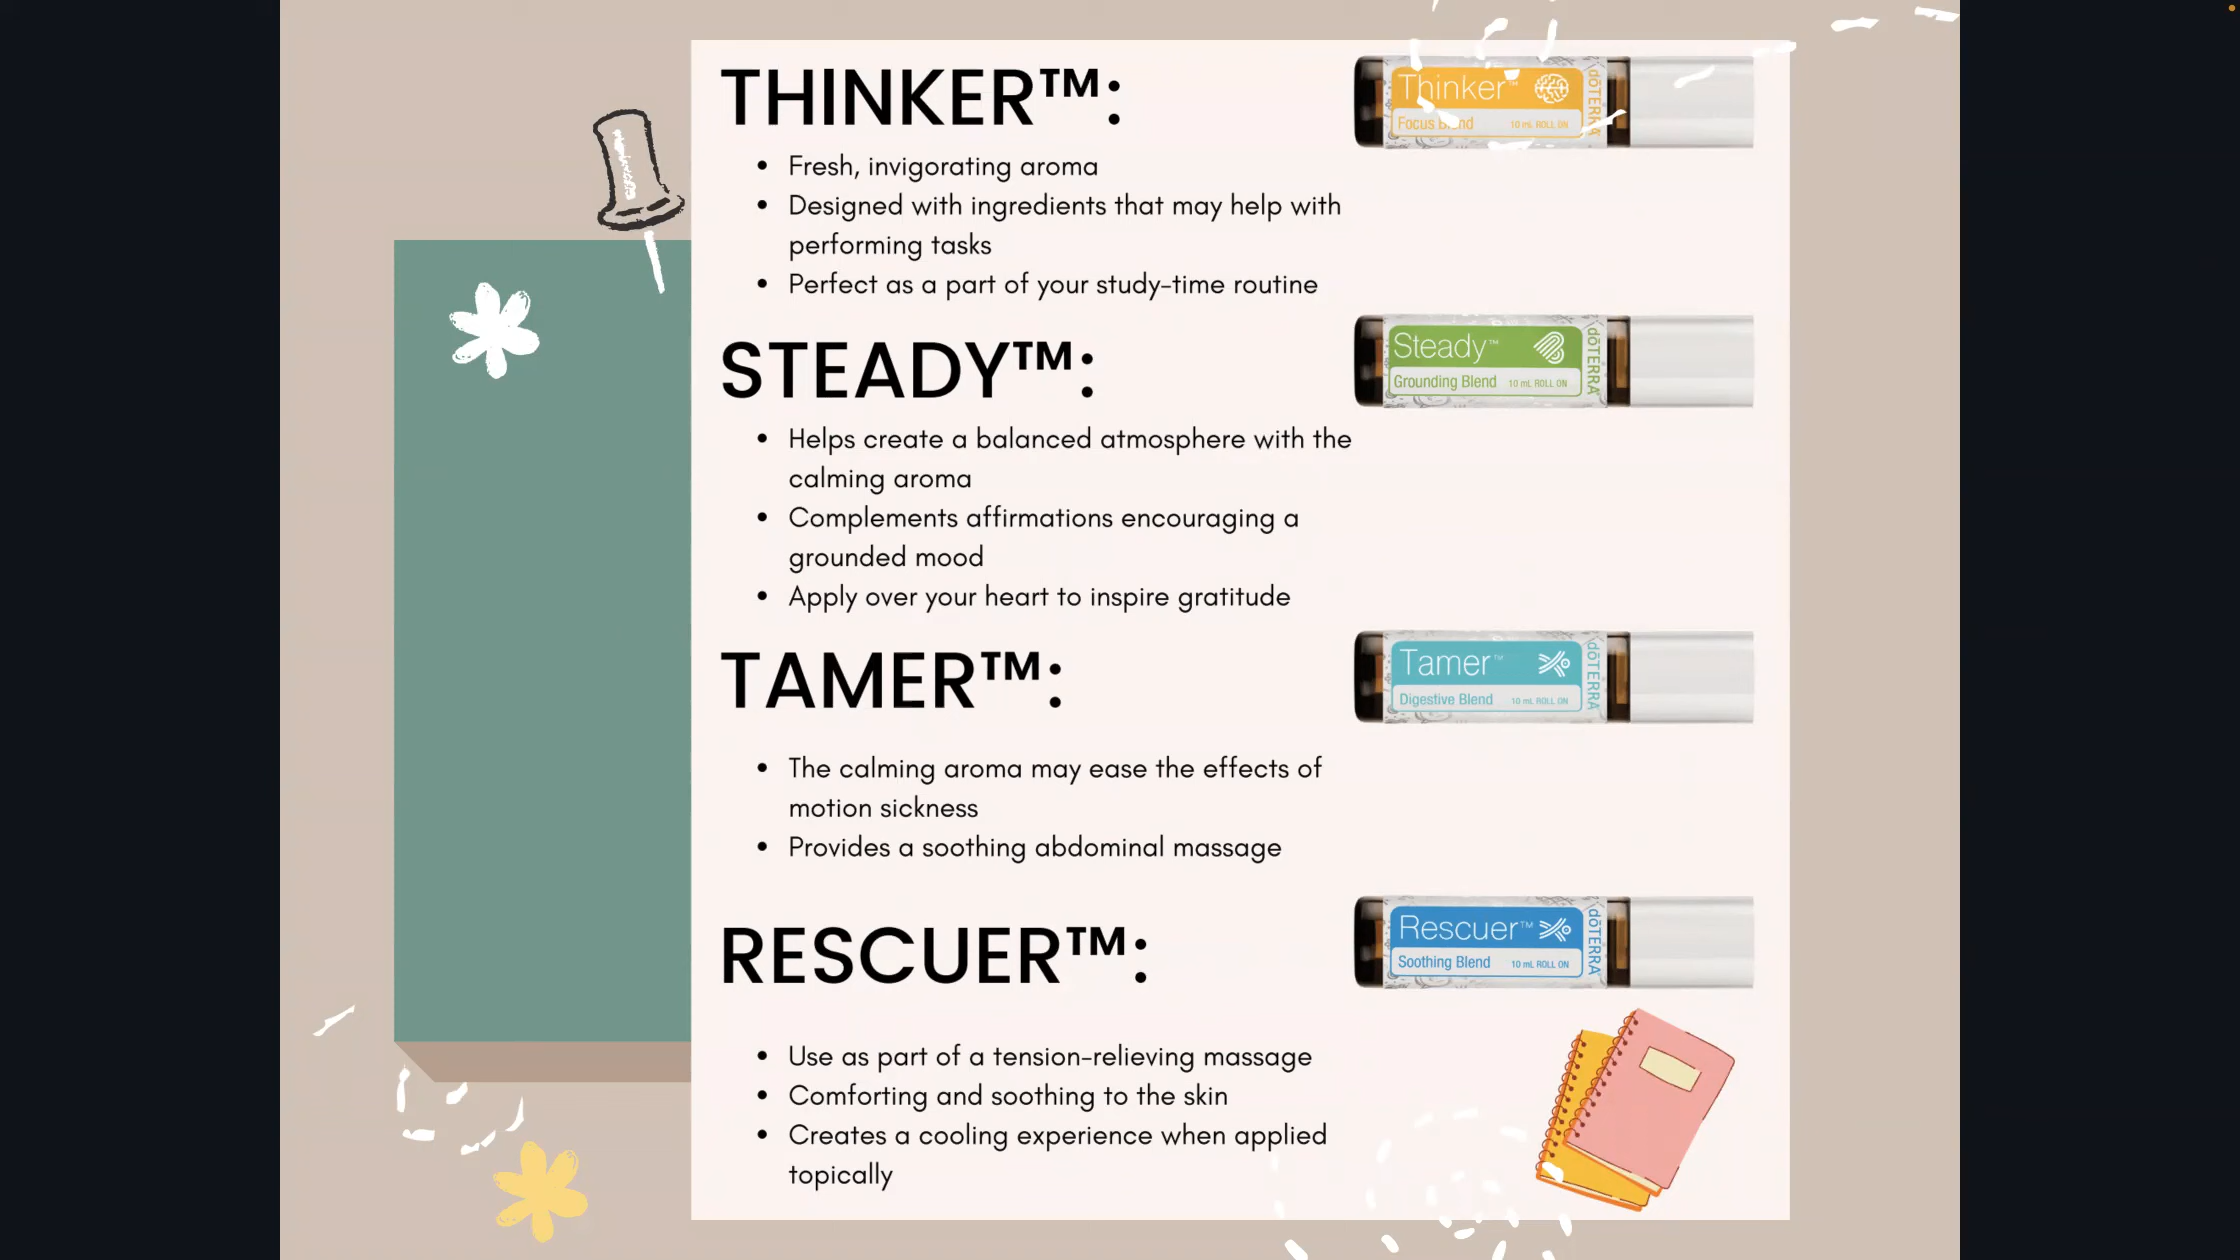 THINKER™:
Thinker™
dōTERRA
Focus Blend 10 mL ROLL ON
• Fresh, invigorating aroma
• Designed with ingredients that may help with
performing tasks
• Perfect as a part of your study-time routine
STEADY™:
Steady™
dōTERRA
Grounding Blend 10 mL ROLL ON
• Helps create a balanced atmosphere with the
calming aroma
• Complements affirmations encouraging a
grounded mood
• Apply over your heart to inspire gratitude
TAMER™:
Tamer™
dōTERRA
Digestive Blend 10 mL ROLL ON
• The calming aroma may ease the effects of
motion sickness
• Provides a soothing abdominal massage
RESCUER™:
Rescuer™
dōTERRA
Soothing Blend 10 mL ROLL ON
• Use as part of a tension-relieving massage
• Comforting and soothing to the skin
• Creates a cooling experience when applied
topically